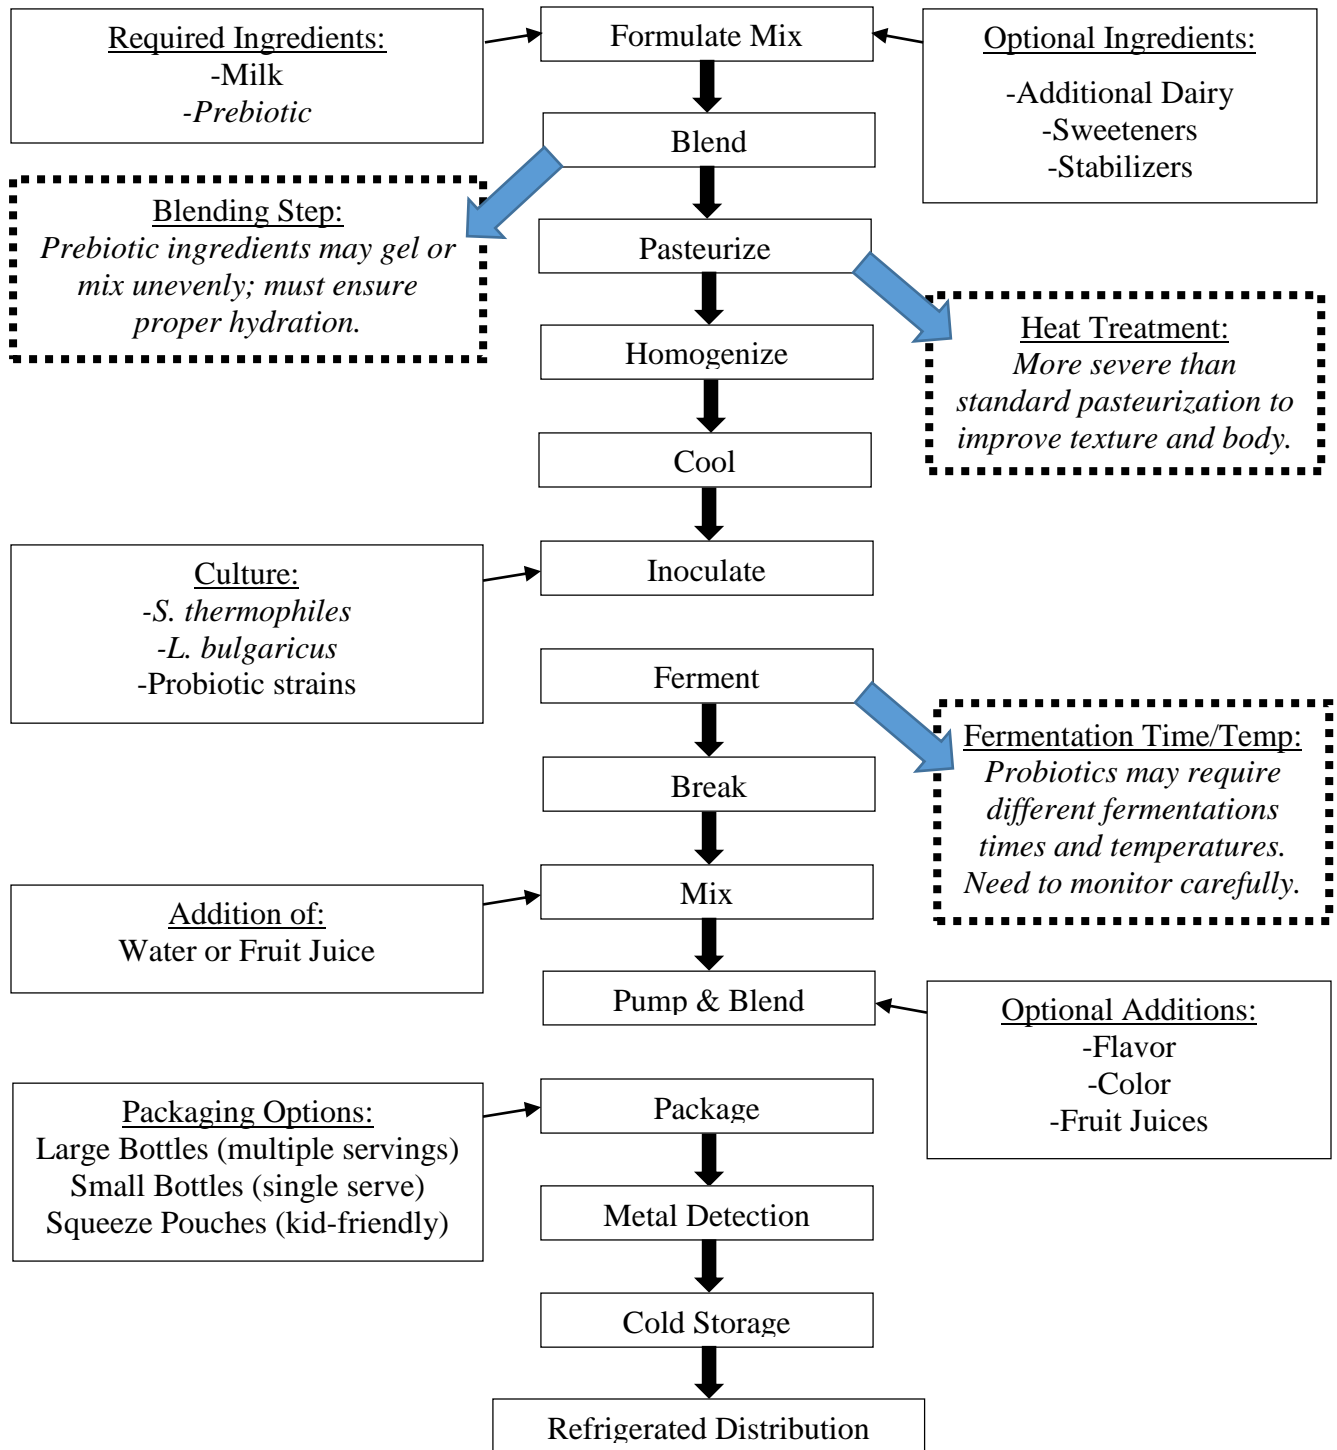 Required Ingredients:
-Milk
-Prebiotic
Formulate Mix
Optional Ingredients:
-Additional Dairy
-Sweeteners
-Stabilizers
Blend
Blending Step:
Prebiotic ingredients may gel or
mix unevenly; must ensure
proper hydration.
Pasteurize
Heat Treatment:
More severe than
standard pasteurization to
improve texture and body.
Homogenize
Cool
Culture:
-S. thermophiles
-L. bulgaricus
-Probiotic strains
Inoculate
Ferment
Fermentation Time/Temp:
Probiotics may require
different fermentations
times and temperatures.
Need to monitor carefully.
Break
Addition of:
Water or Fruit Juice
Mix
Pump & Blend
Optional Additions:
-Flavor
-Color
-Fruit Juices
Packaging Options:
Large Bottles (multiple servings)
Small Bottles (single serve)
Squeeze Pouches (kid-friendly)
Package
Metal Detection
Cold Storage
Refrigerated Distribution